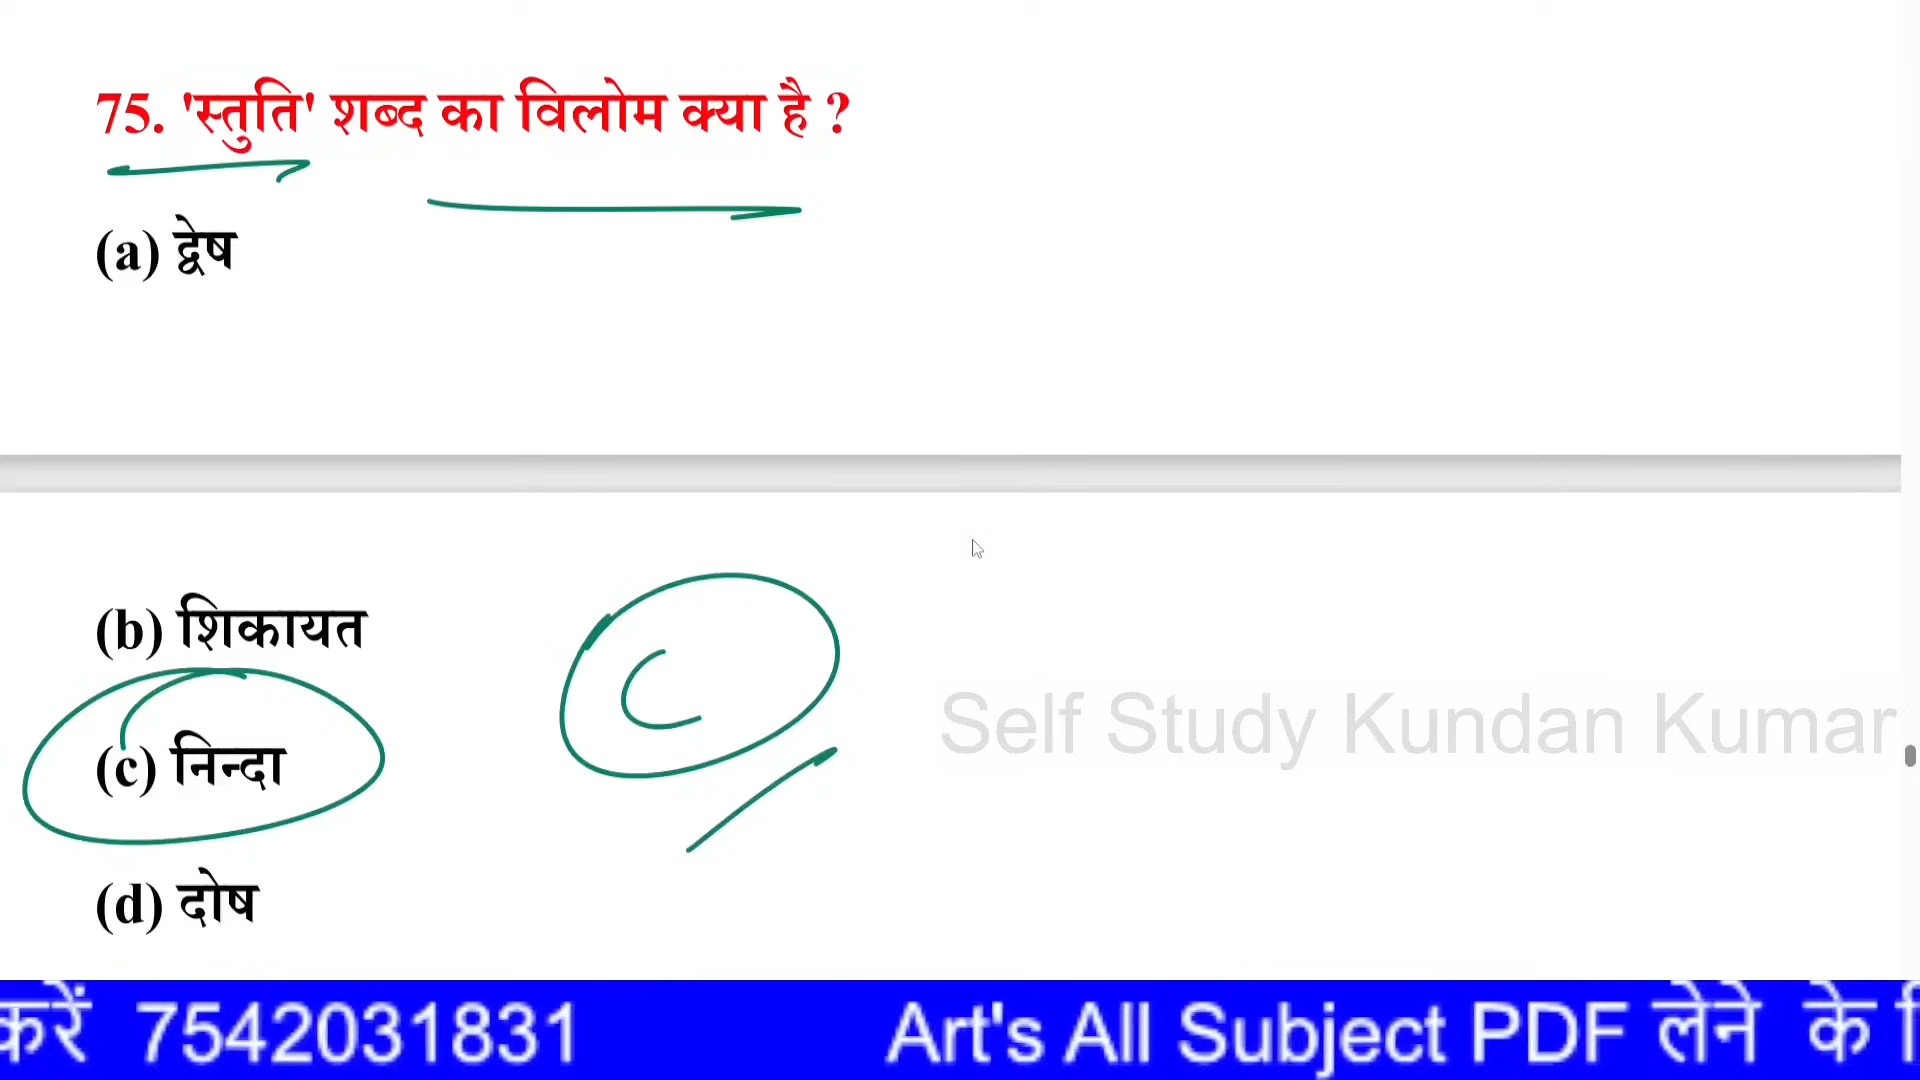 75. 'स्तुति' शब्द का विलोम क्या है ?
(a) द्वेष
(b) शिकायत
C
Self Study Kundan Kumar
(c) निन्दा
(d) दोष
करें 7542031831 Art's All Subject PDF लेने के